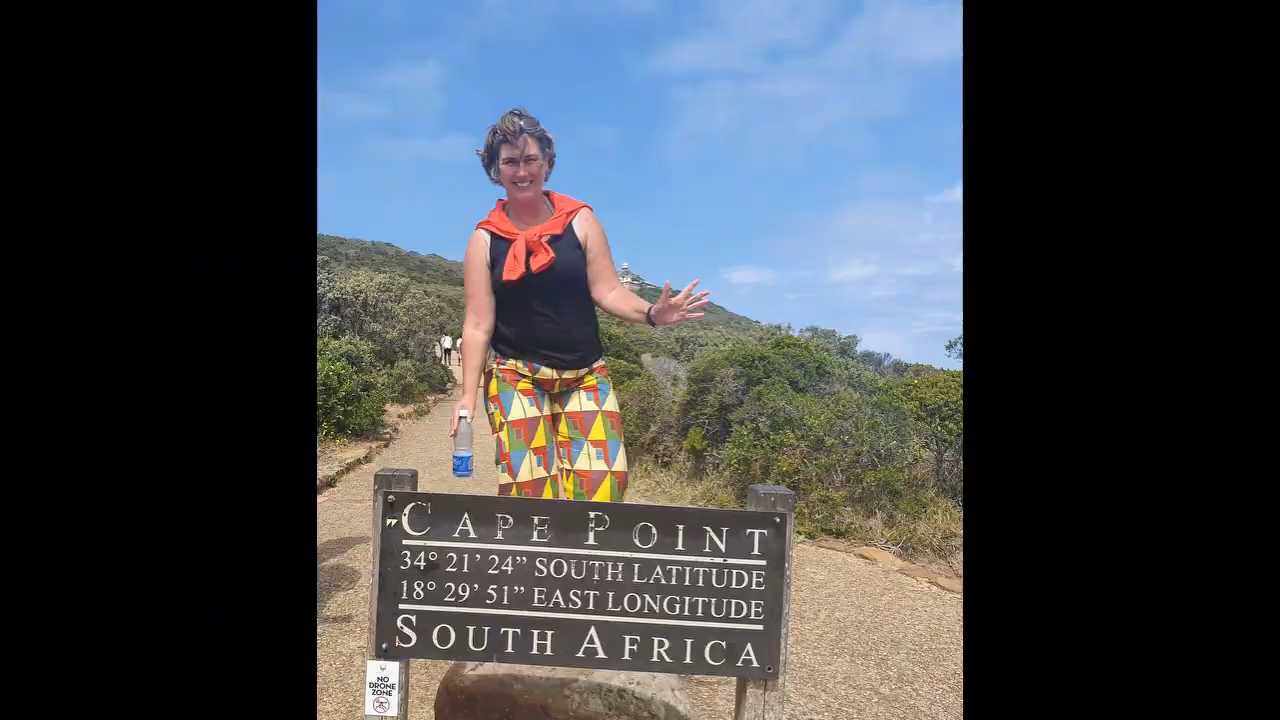 CAPE POINT
34° 21' 24" SOUTH LATITUDE
18° 29' 51" EAST LONGITUDE
SOUTH AFRICA
NO
DRONE
ZONE